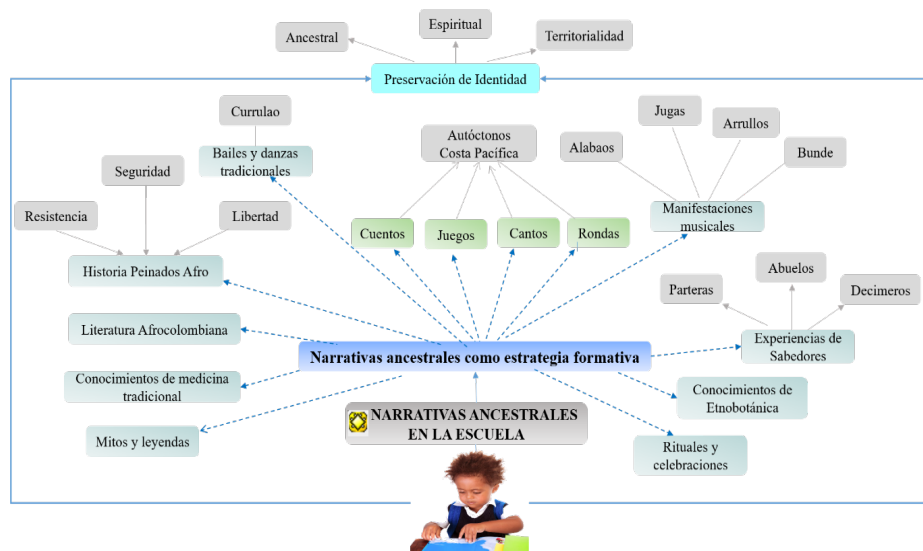 Espiritual
Ancestral
Territorialidad
Preservación de Identidad
Currulao
Bailes y danzas
tradicionales
Autóctonos
Costa Pacífica
Jugas
Arrullos
Alabaos
Bunde
Manifestaciones
musicales
Seguridad
Resistencia
Libertad
Historia Peinados Afro
Cuentos
Juegos
Cantos
Rondas
Abuelos
Parteras
Decimeros
Experiencias de
Sabedores
Literatura Afrocolombiana
Narrativas ancestrales como estrategia formativa
Conocimientos de medicina
tradicional
Conocimientos de
Etnobotánica
Mitos y leyendas
NARRATIVAS ANCESTRALES
EN LA ESCUELA
Rituales y
celebraciones